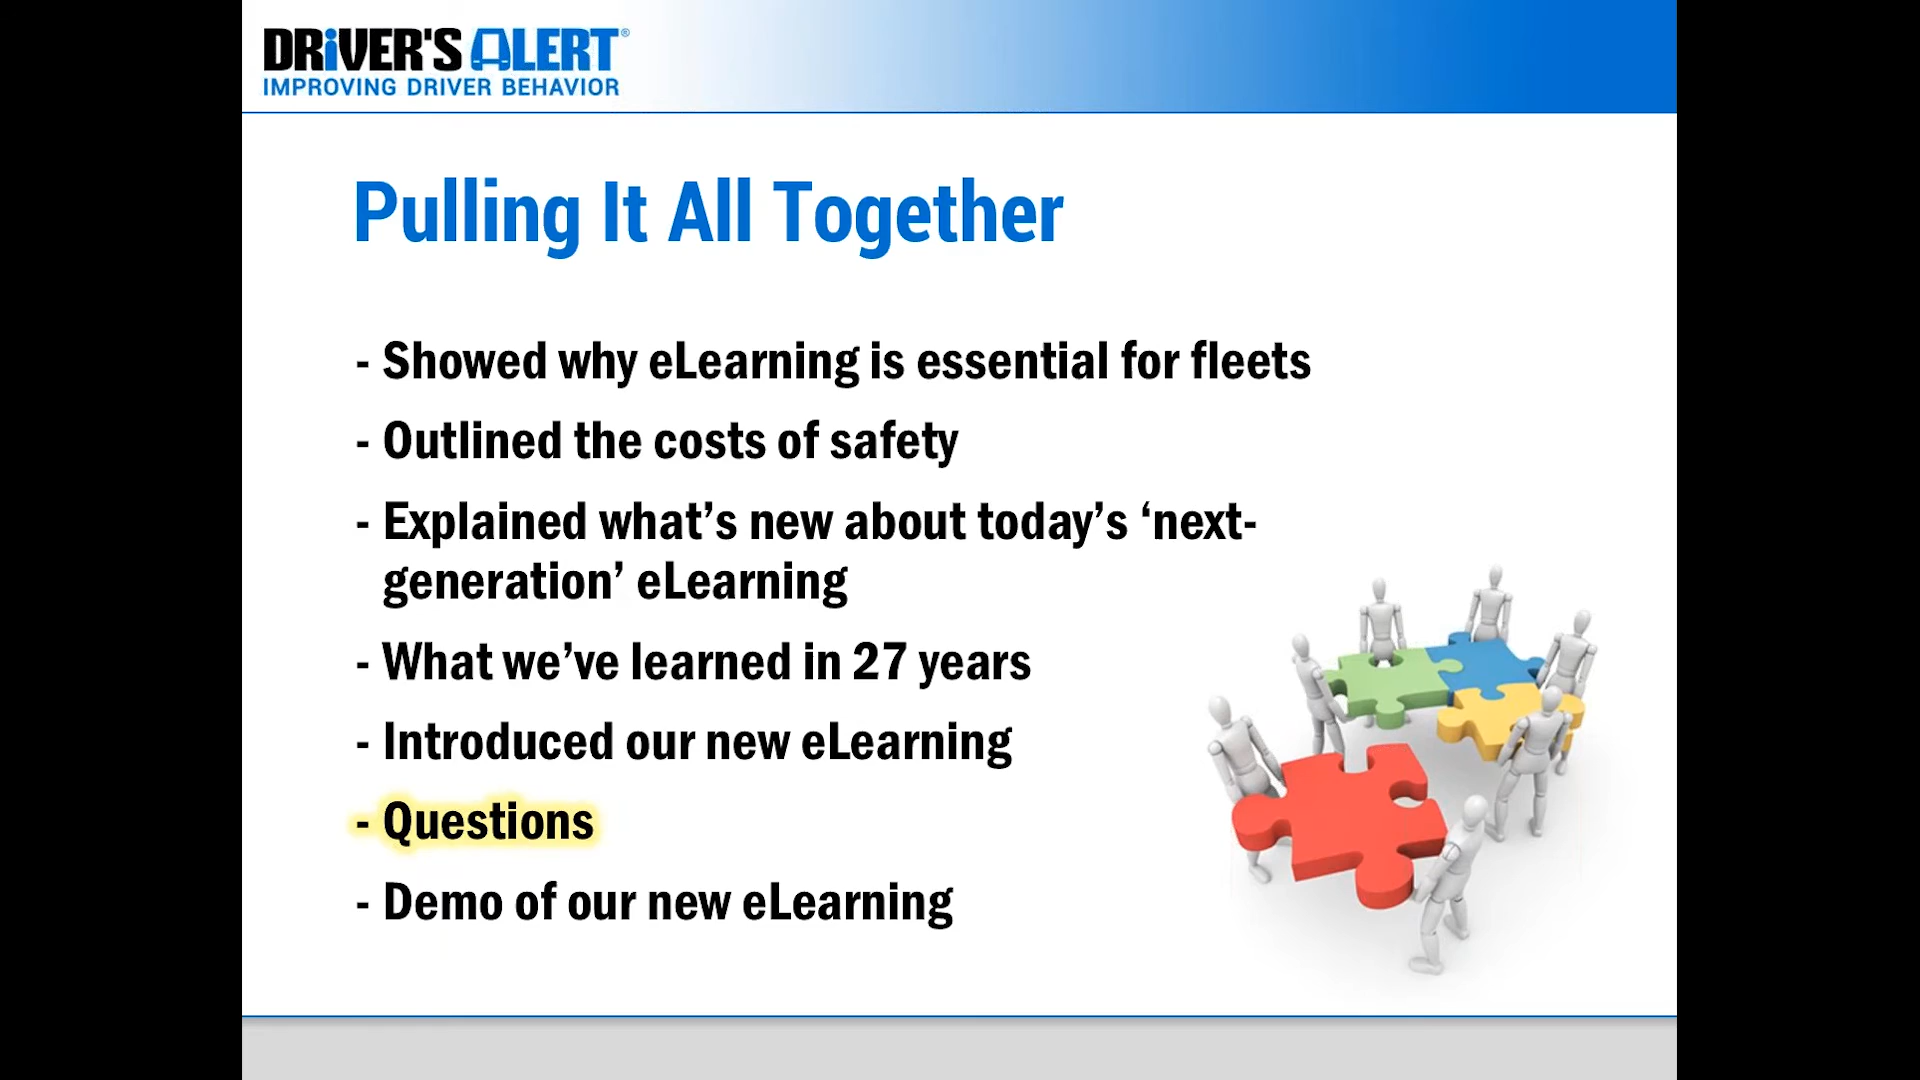 DRiVER'S ALERT®
IMPROVING DRIVER BEHAVIOR
Pulling It All Together
- Showed why eLearning is essential for fleets
- Outlined the costs of safety
- Explained what’s new about today’s ‘next-
generation’ eLearning
- What we’ve learned in 27 years
- Introduced our new eLearning
- Questions
- Demo of our new eLearning